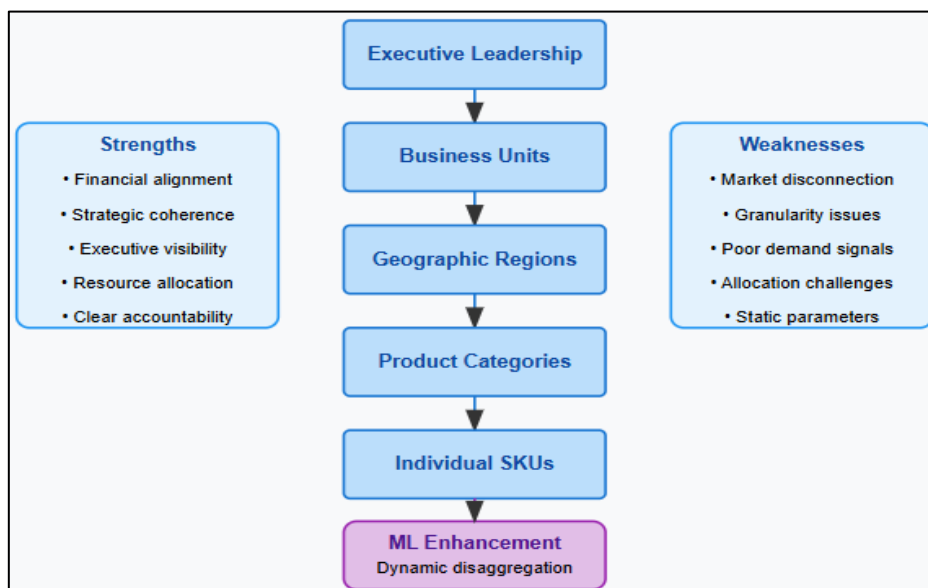 Executive Leadership
Strengths
• Financial alignment
• Strategic coherence
• Executive visibility
• Resource allocation
• Clear accountability
Business Units
Geographic Regions
Product Categories
Individual SKUs
ML Enhancement
Dynamic disaggregation
Weaknesses
• Market disconnection
• Granularity issues
• Poor demand signals
• Allocation challenges
• Static parameters